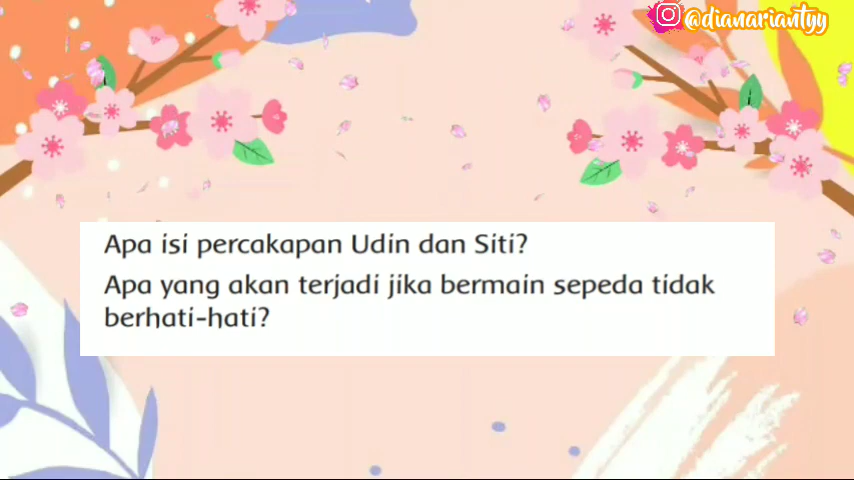 @dianariantyy
Apa isi percakapan Udin dan Siti?
Apa yang akan terjadi jika bermain sepeda tidak
berhati-hati?